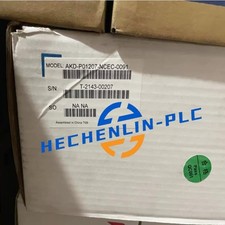 MODEL AKD-P01207-NCEC-0091
S/N T-2143-00207
SO NA NA
HECHENLIN-PLC